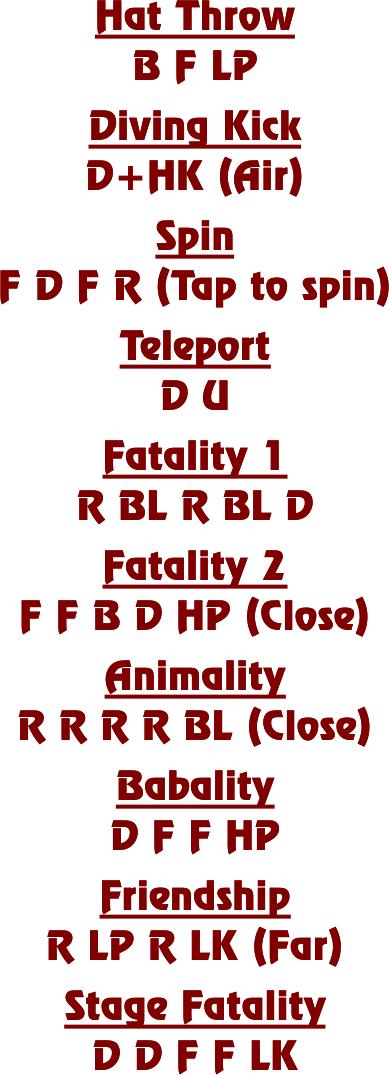 Hat Throw
B F LP
Diving Kick
D+HK (Air)
Spin
F D F R (Tap to spin)
Teleport
D U
Fatality 1
R BL R BL D
Fatality 2
F F B D HP (Close)
Animality
R R R R BL (Close)
Babality
D F F HP
Friendship
R LP R LK (Far)
Stage Fatality
D D F F LK